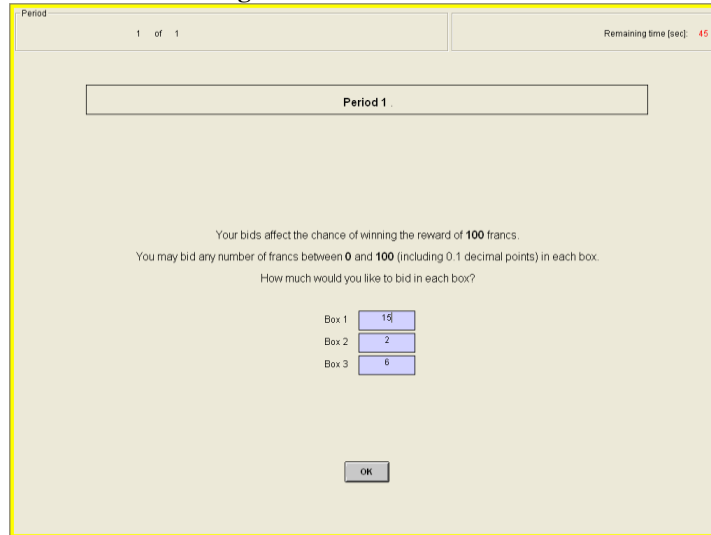 Period
1 of 1
Remaining time [sec]: 45
Period 1 .
Your bids affect the chance of winning the reward of 100 francs.
You may bid any number of francs between 0 and 100 (including 0.1 decimal points) in each box.
How much would you like to bid in each box?
Box 1 15
Box 2 2
Box 3 6
OK